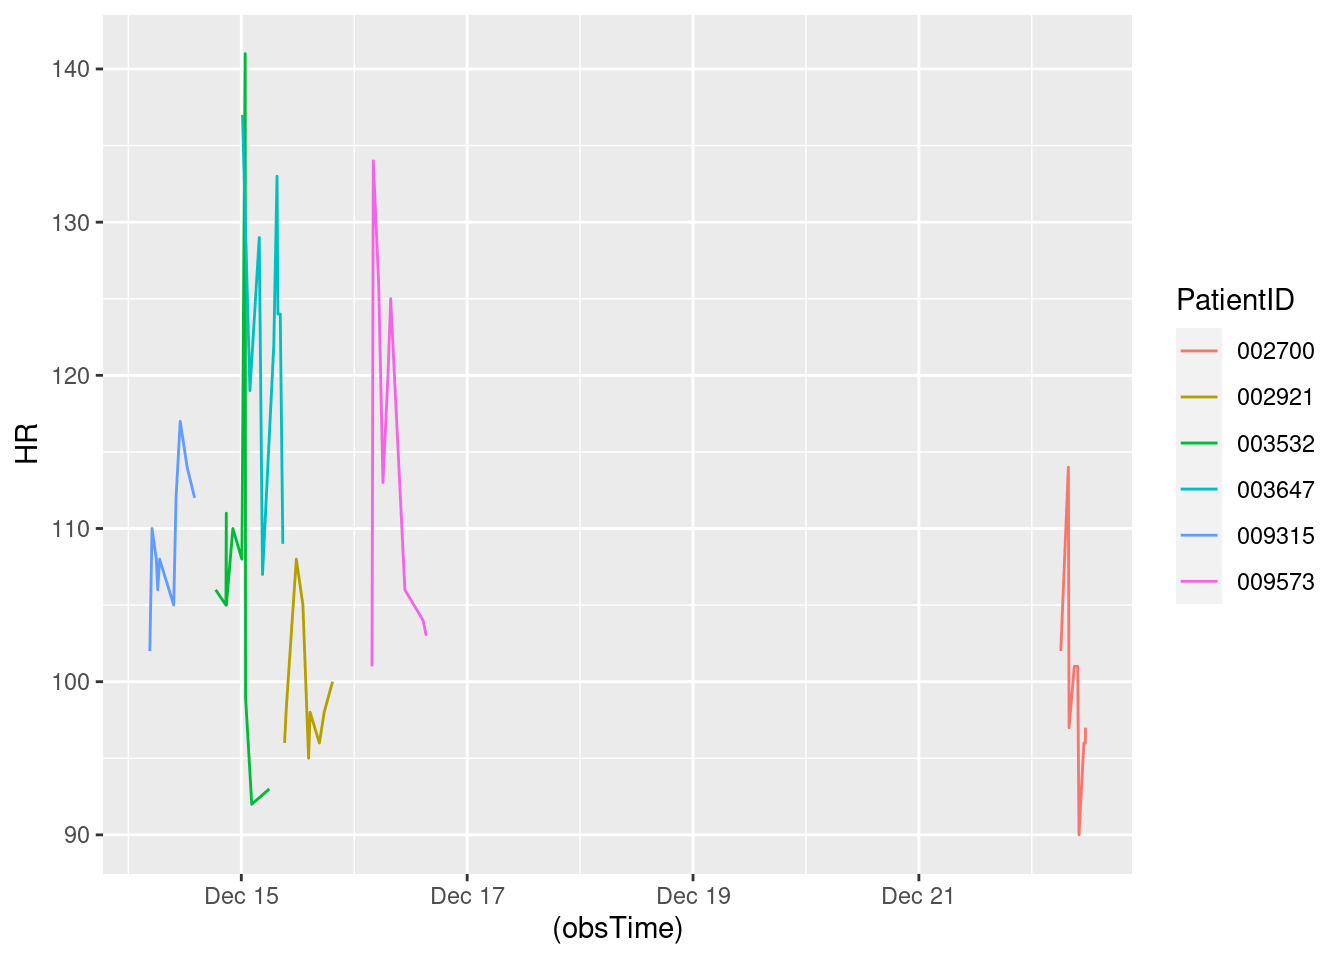 140
130
120
110
100
90
HR
Dec 15
Dec 17
Dec 19
Dec 21
(obsTime)
PatientID
002700
002921
003532
003647
009315
009573